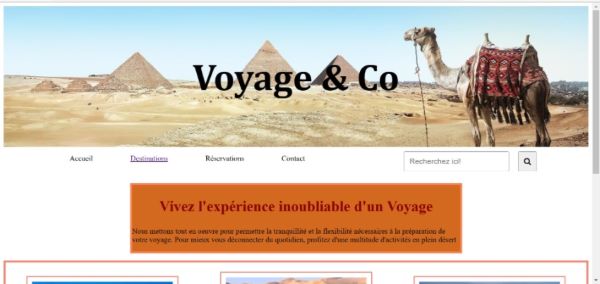 Voyage & Co
Accueil Destinations Réservations Contact Recherchez ici!
Vivez l'expérience inoubliable d'un Voyage
Nous mettons tout en oeuvre pour permettre la tranquilité et la flexibilité nécessaires à la préparation de
votre voyage. Pour mieux vous déconnecter du quotidien, profitez d'une multitude d'activités en plein désert